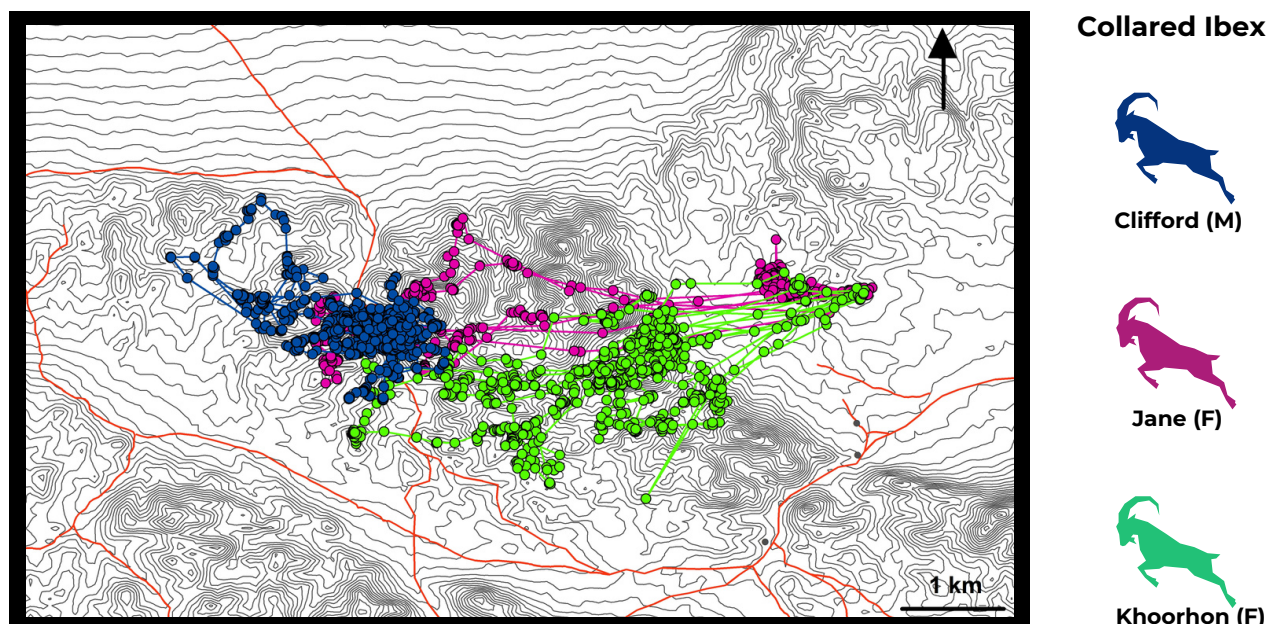 Collared Ibex
Clifford (M)
Jane (F)
Khoorhon (F)
1 km